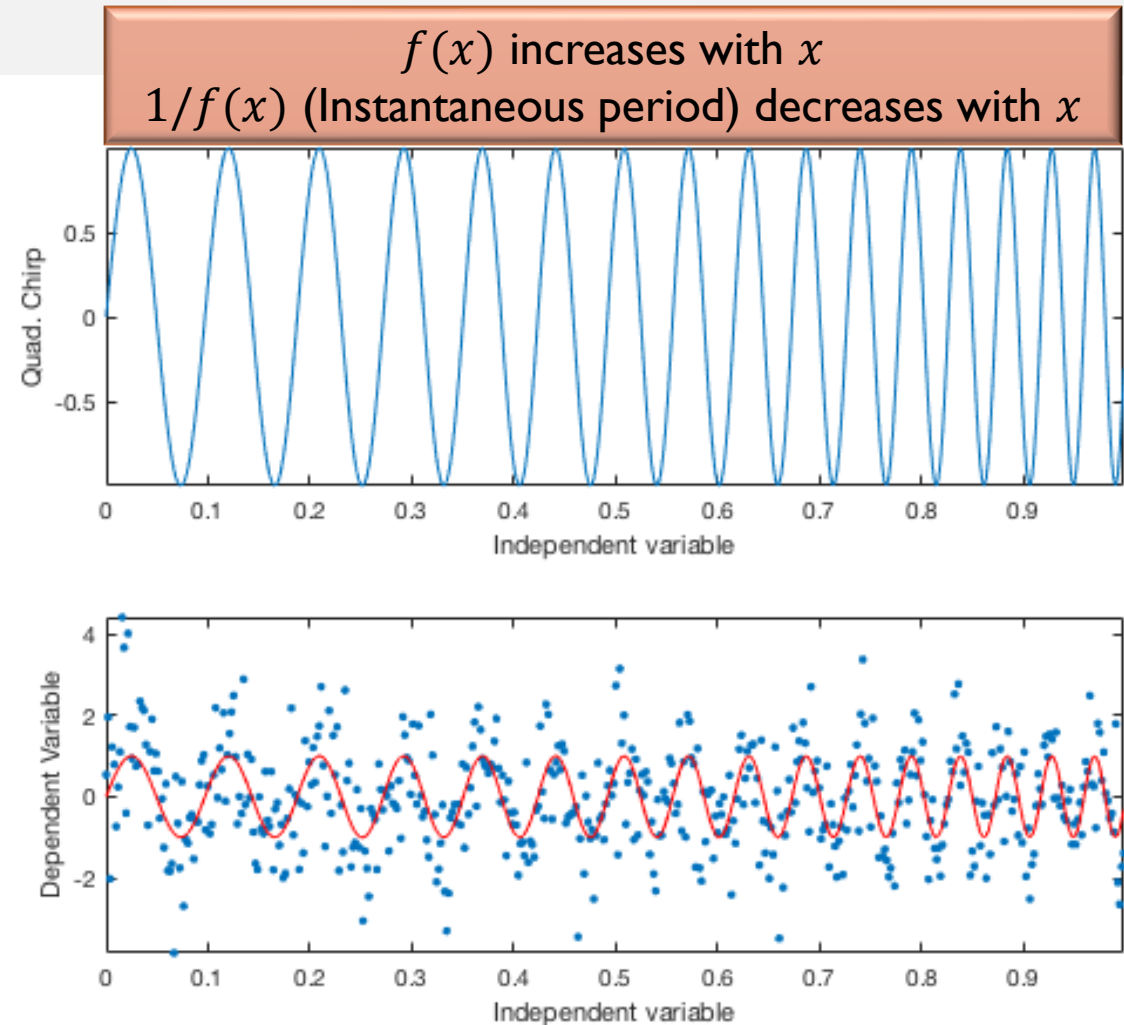 f(x) increases with x
1/f(x) (Instantaneous period) decreases with x
0.5
0
-0.5
Quad. Chirp
0 0.1 0.2 0.3 0.4 0.5 0.6 0.7 0.8 0.9
Independent variable
4
2
0
-2
Dependent Variable
0 0.1 0.2 0.3 0.4 0.5 0.6 0.7 0.8 0.9
Independent variable